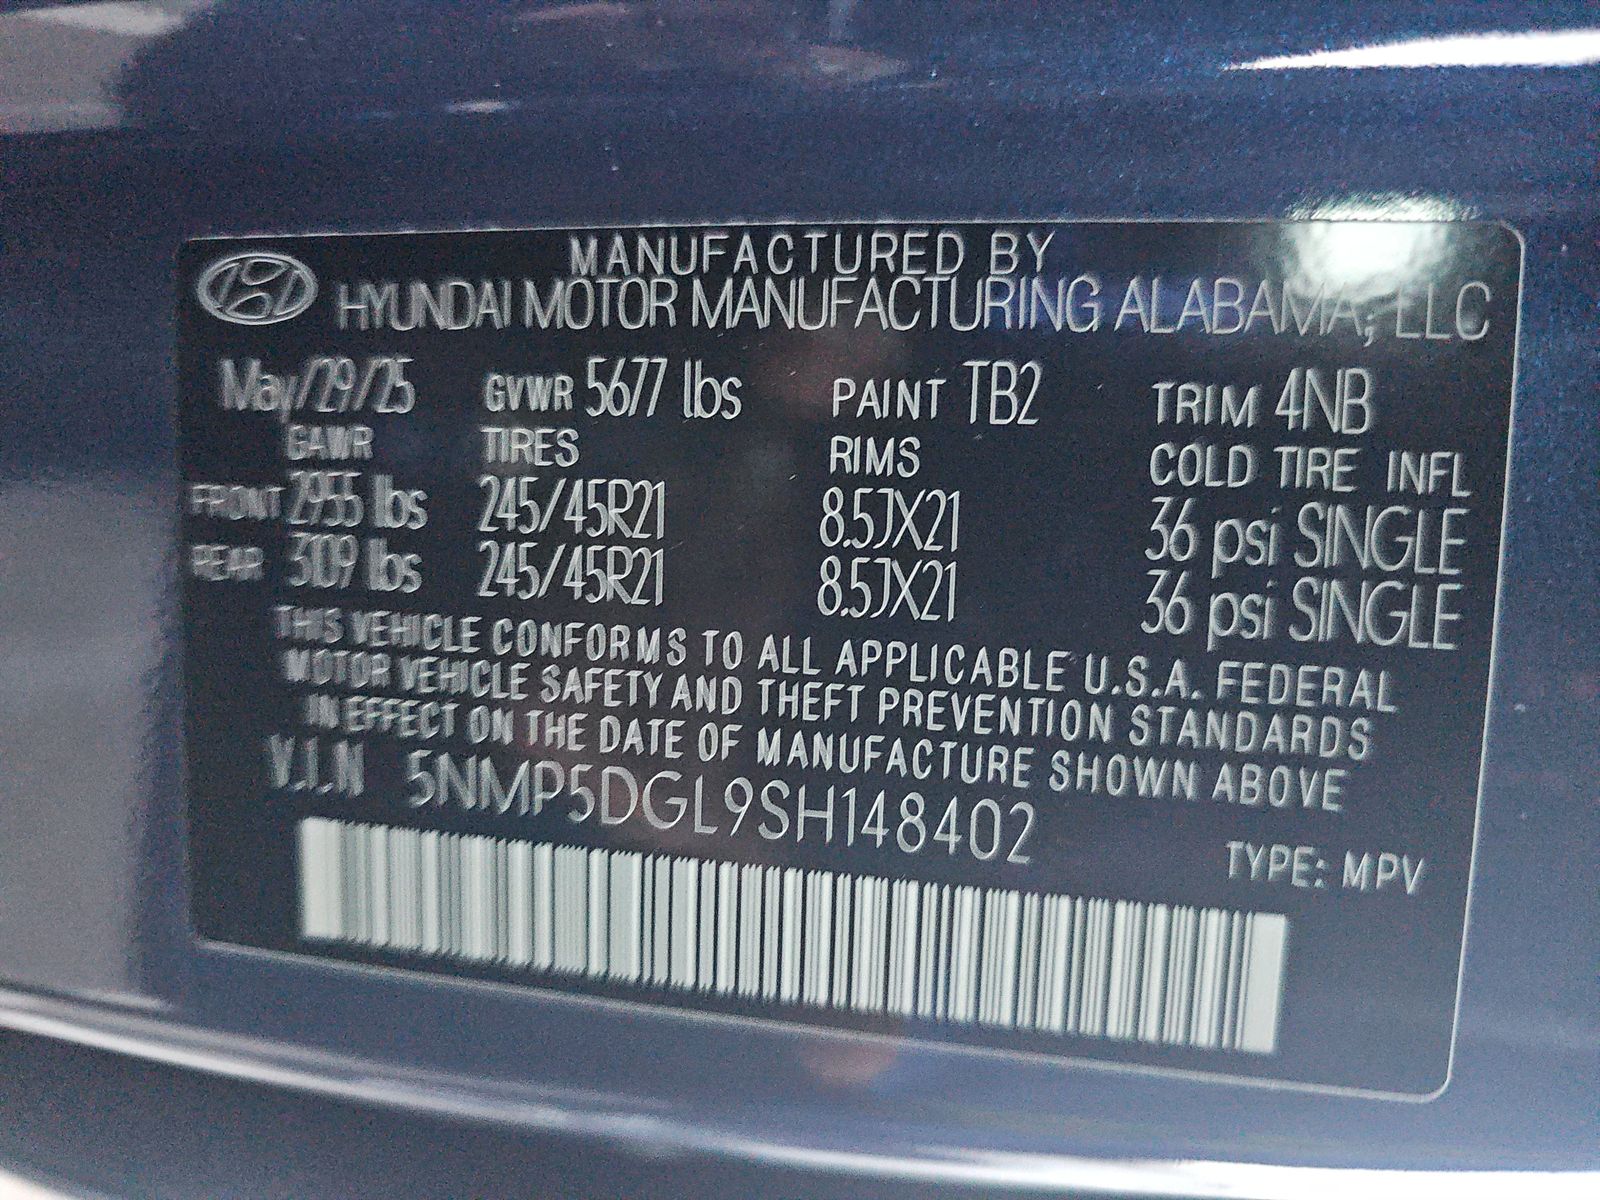 MANUFACTURED BY
HYUNDAI MOTOR MANUFACTURING ALABAMA, LLC
May/29/25 GVWR 5677 lbs PAINT TB2 TRIM 4NB
GAWR TIRES RIMS COLD TIRE INFL
FRONT 2955 lbs 245/45R21 8.5JX21 36 psi SINGLE
REAR 3109 lbs 245/45R21 8.5JX21 36 psi SINGLE
THIS VEHICLE CONFORMS TO ALL APPLICABLE U.S.A. FEDERAL
MOTOR VEHICLE SAFETY AND THEFT PREVENTION STANDARDS
IN EFFECT ON THE DATE OF MANUFACTURE SHOWN ABOVE
V.I.N 5NMP5DGL9SH148402
TYPE: MPV